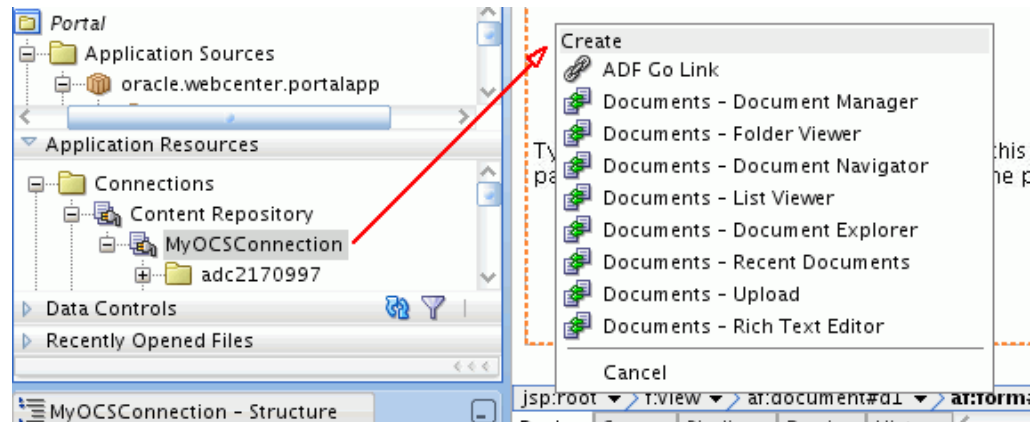 Portal
Application Sources
oracle.webcenter.portalapp
Application Resources
Connections
Content Repository
MyOCSConnection
adc2170997
Data Controls
Recently Opened Files
MyOCSConnection - Structure
Create
ADF Go Link
Documents - Document Manager
Documents - Folder Viewer
Documents - Document Navigator
Documents - List Viewer
Documents - Document Explorer
Documents - Recent Documents
Documents - Upload
Documents - Rich Text Editor
Cancel
this
jsp:root f:view af:document#d1 af:form#